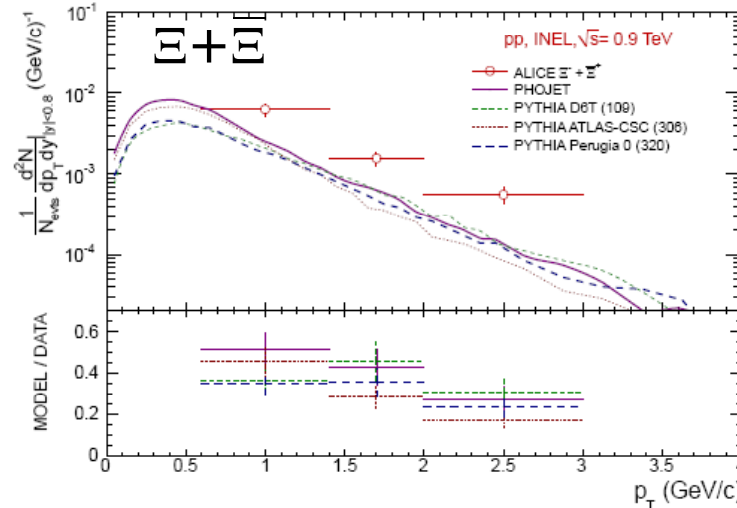 Ξ+Ξ̅
pp, INEL,√s= 0.9 TeV
ALICE Ξ⁻ + Ξ̅⁺
PHOJET
PYTHIA D6T (109)
PYTHIA ATLAS-CSC (306)
PYTHIA Perugia 0 (320)
1/N_evts d²N/dp_T dy|_|y|<0.8 (GeV/c)⁻¹
10⁻¹
10⁻²
10⁻³
10⁻⁴
MODEL / DATA
0.6
0.4
0.2
0
0 0.5 1 1.5 2 2.5 3 3.5
p_T (GeV/c)